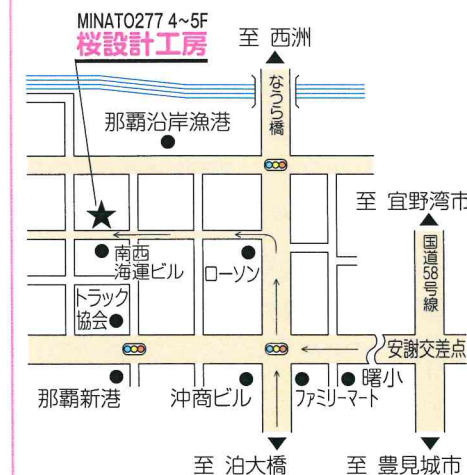 MINATO277 4~5F
桜設計工房
至 西洲
なうら橋
那覇沿岸漁港
至 宜野湾市
国道58号線
南西
海運ビル
ローソン
トラック
協会
安謝交差点
那覇新港
沖商ビル
ファミリーマート
曙小
至 泊大橋
至 豊見城市